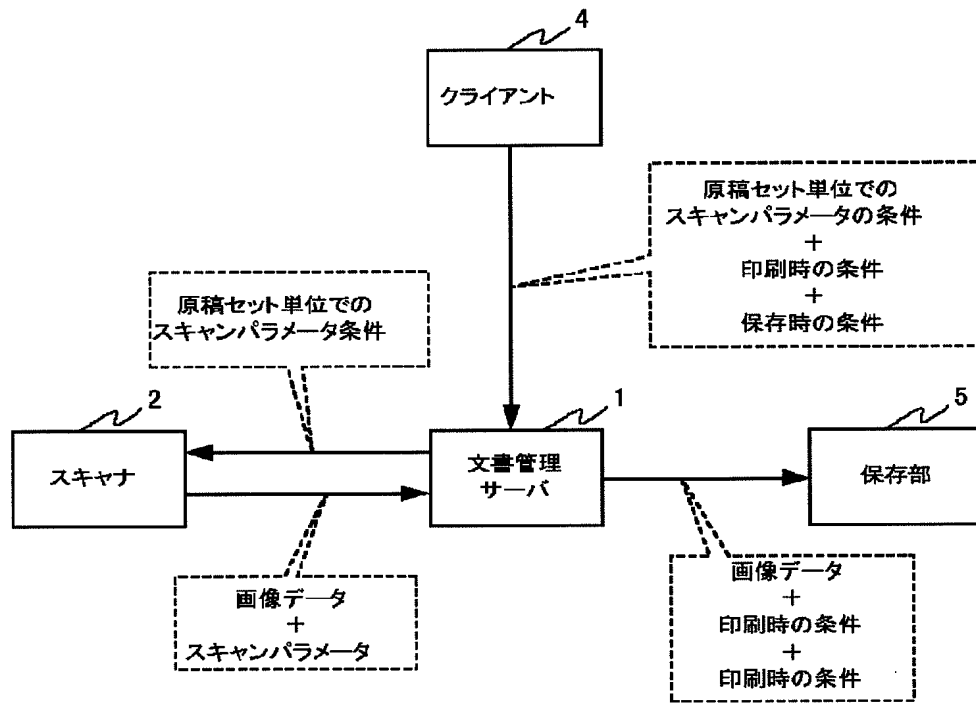 4
クライアント
原稿セット単位での
スキャンパラメータの条件
+
印刷時の条件
+
保存時の条件
原稿セット単位での
スキャンパラメータ条件
2
スキャナ
1
文書管理
サーバ
5
保存部
画像データ
+
スキャンパラメータ
画像データ
+
印刷時の条件
+
印刷時の条件